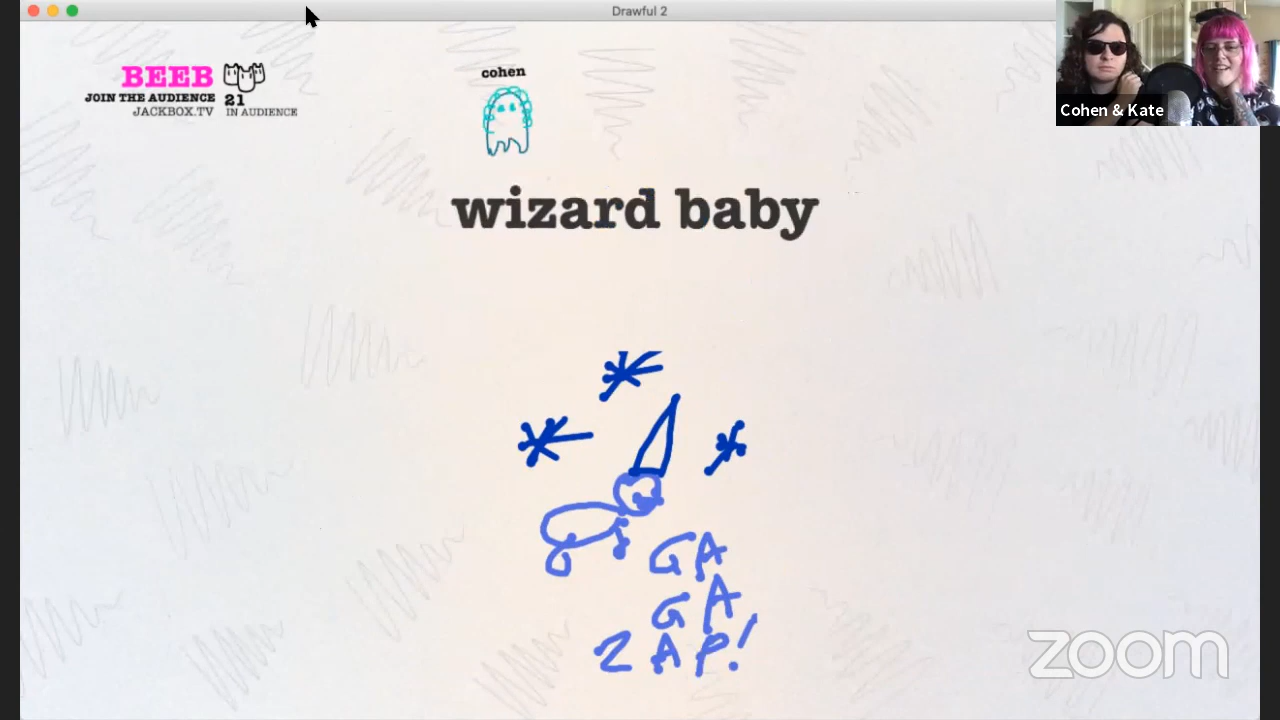 Drawful 2
BEEB
JOIN THE AUDIENCE
JACKBOX.TV
21
IN AUDIENCE
cohen
Cohen & Kate
wizard baby
GA
GA
ZAP!
zoom